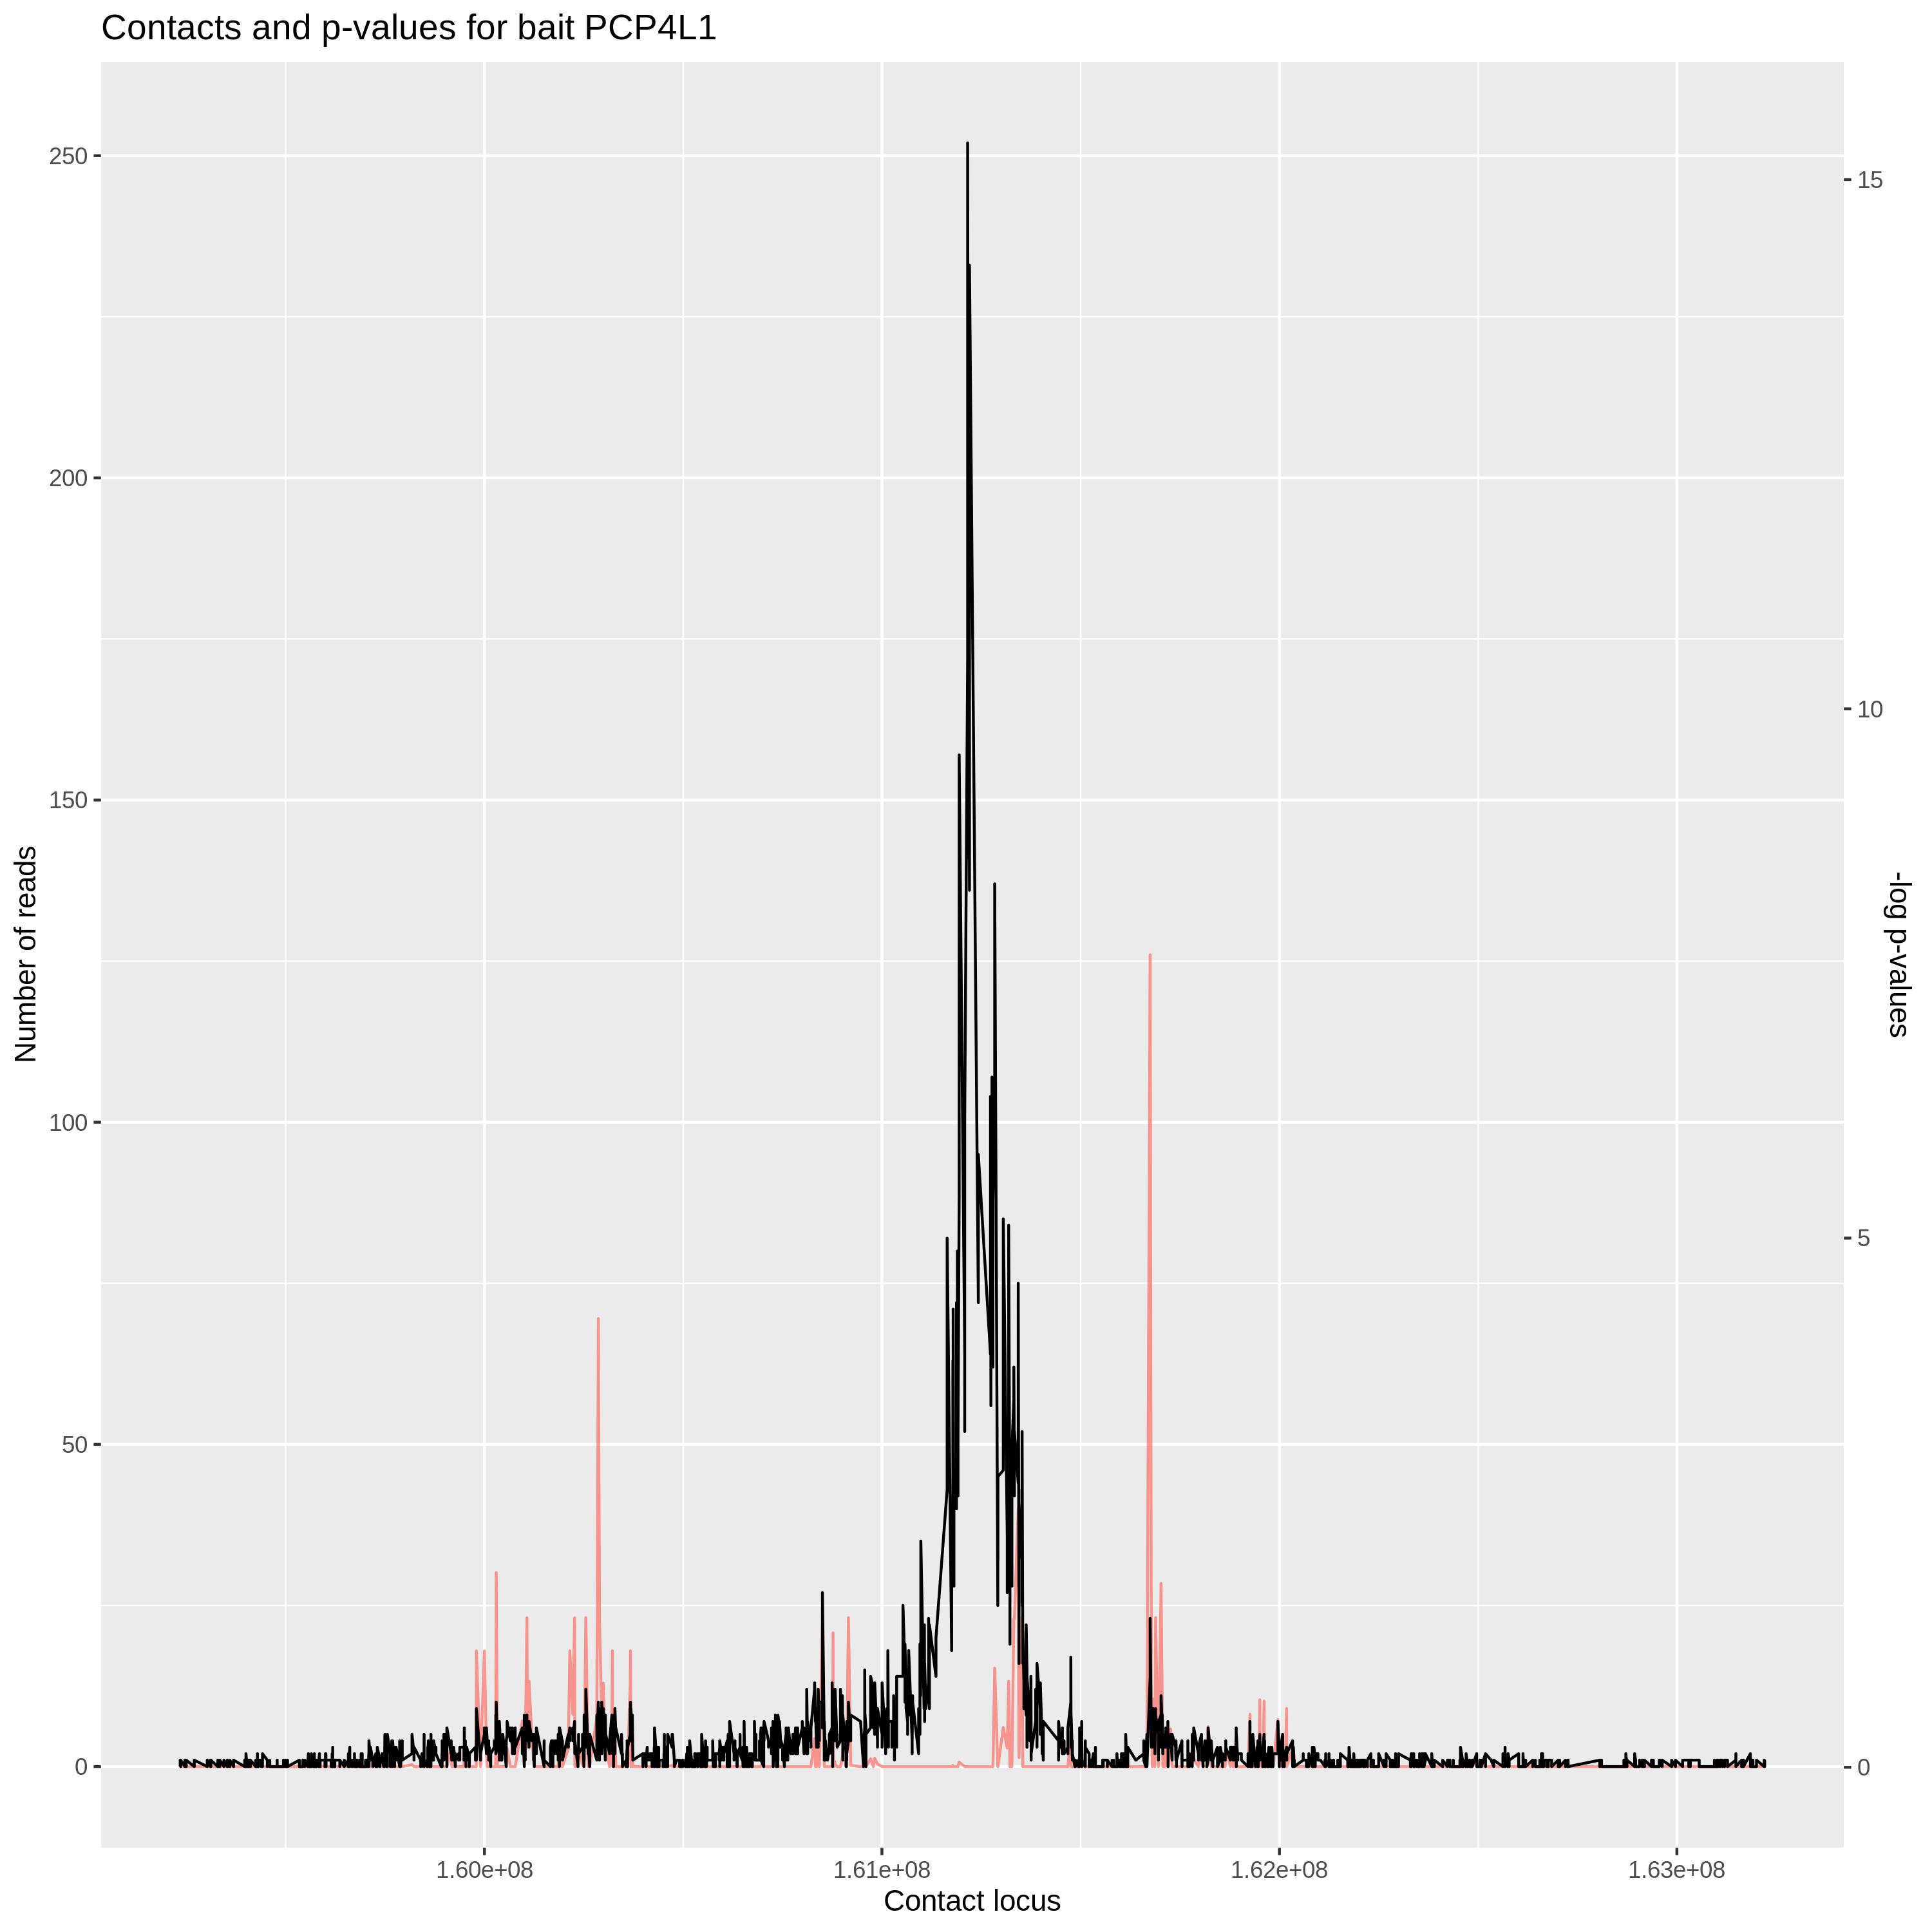 Contacts and p-values for bait PCP4L1
250
200
150
100
50
0
Number of reads
15
10
5
0
-log p-values
1.60e+08
1.61e+08
1.62e+08
1.63e+08
Contact locus